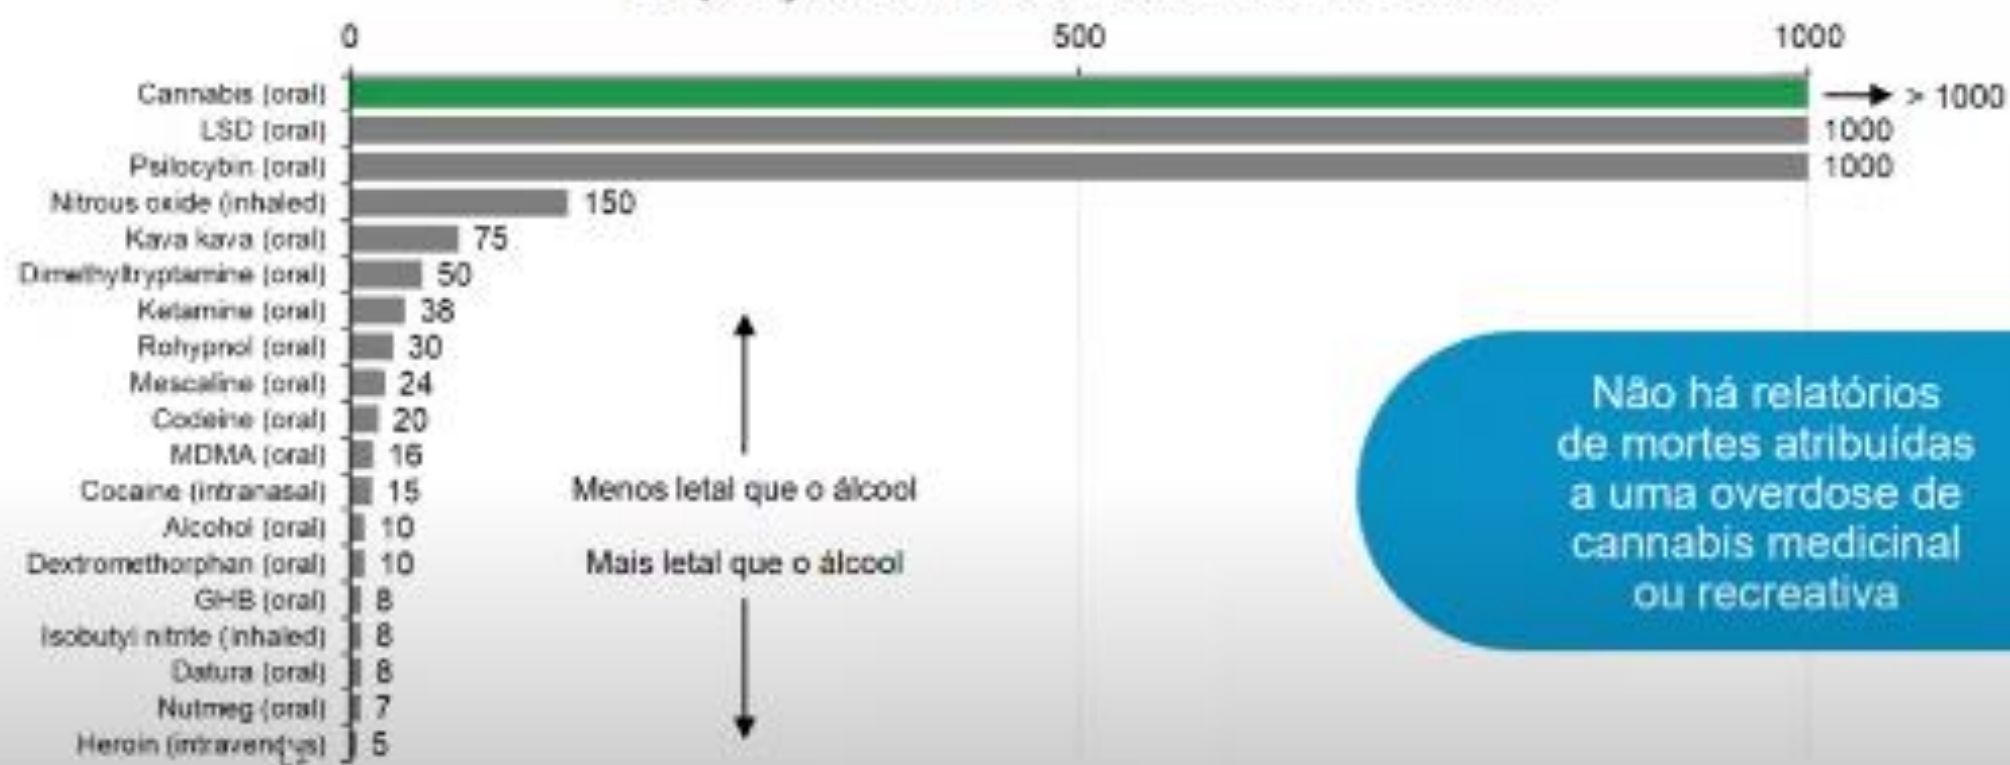 0 500 1000
Cannabis (oral) > 1000
LSD (oral) 1000
Psilocybin (oral) 1000
Nitrous oxide (inhaled) 150
Kava kava (oral) 75
Dimethyltryptamine (oral) 50
Ketamine (oral) 38
Rohypnol (oral) 30
Mescaline (oral) 24
Codeine (oral) 20
MDMA (oral) 16
Cocaine (intranasal) 15
Alcohol (oral) 10
Dextromethorphan (oral) 10
GHB (oral) 8
Isobutyl nitrite (inhaled) 8
Datura (oral) 8
Nutmeg (oral) 7
Heroin (intravenous) 5
Menos letal que o álcool
Mais letal que o álcool
Não há relatórios
de mortes atribuídas
a uma overdose de
cannabis medicinal
ou recreativa